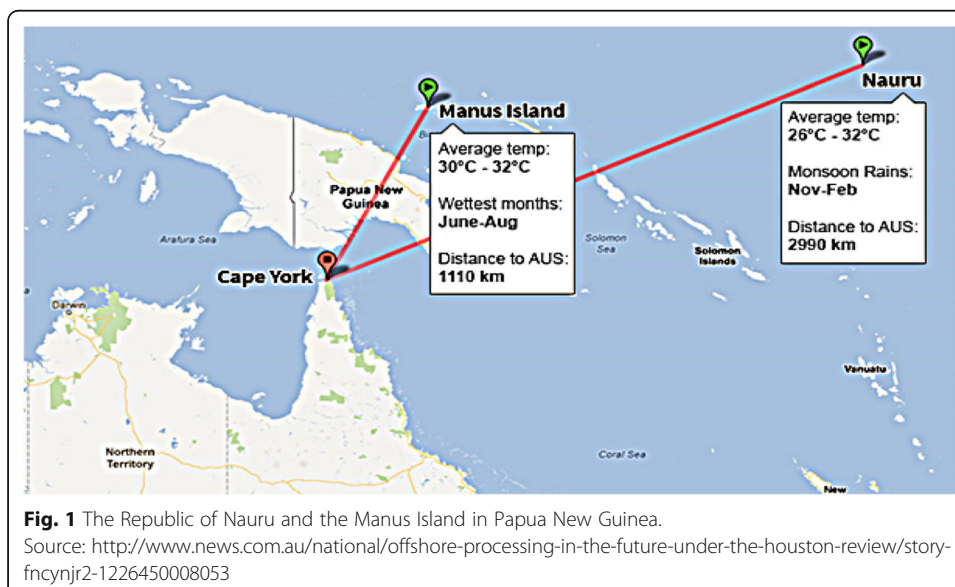 Nauru
Manus Island
Average temp:
26°C - 32°C
Monsoon Rains:
Nov-Feb
Distance to AUS:
2990 km
Average temp:
30°C - 32°C
Wettest months:
June-Aug
Distance to AUS:
1110 km
Papua New
Guinea
Arafura Sea
Solomon
Sea
Solomon
Islands
Cape York
Darwin
Vanuatu
Northern
Territory
Coral Sea
New
Fig. 1 The Republic of Nauru and the Manus Island in Papua New Guinea.
Source: http://www.news.com.au/national/offshore-processing-in-the-future-under-the-houston-review/story-
fncynjr2-1226450008053